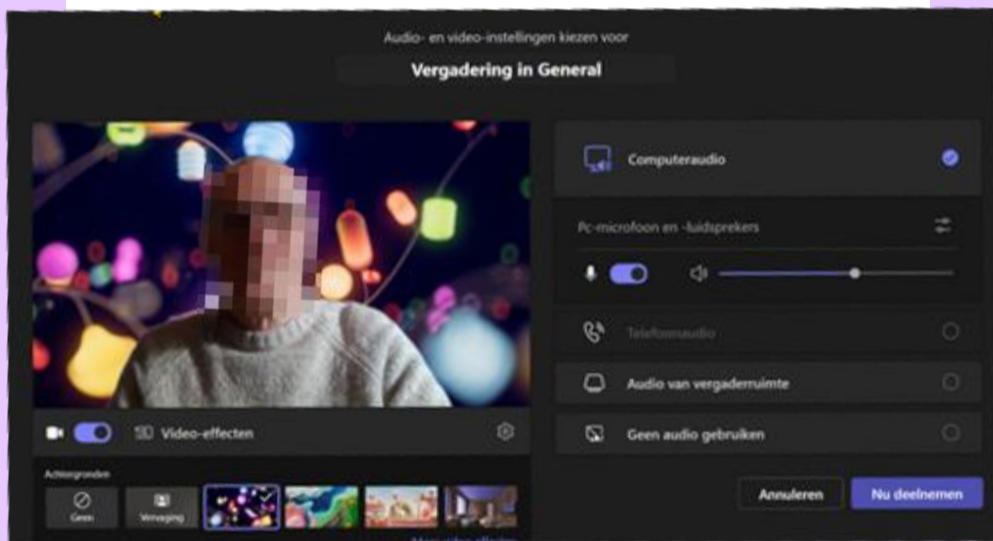 Audio- en video-instellingen kiezen voor
Vergadering in General
Computeraudio
Pc-microfoon en -luidsprekers
Telefoonaudio
Audio van vergaderruimte
Geen audio gebruiken
Video-effecten
Achtergronden
Geen
Vervaging
Annuleren
Nu deelnemen